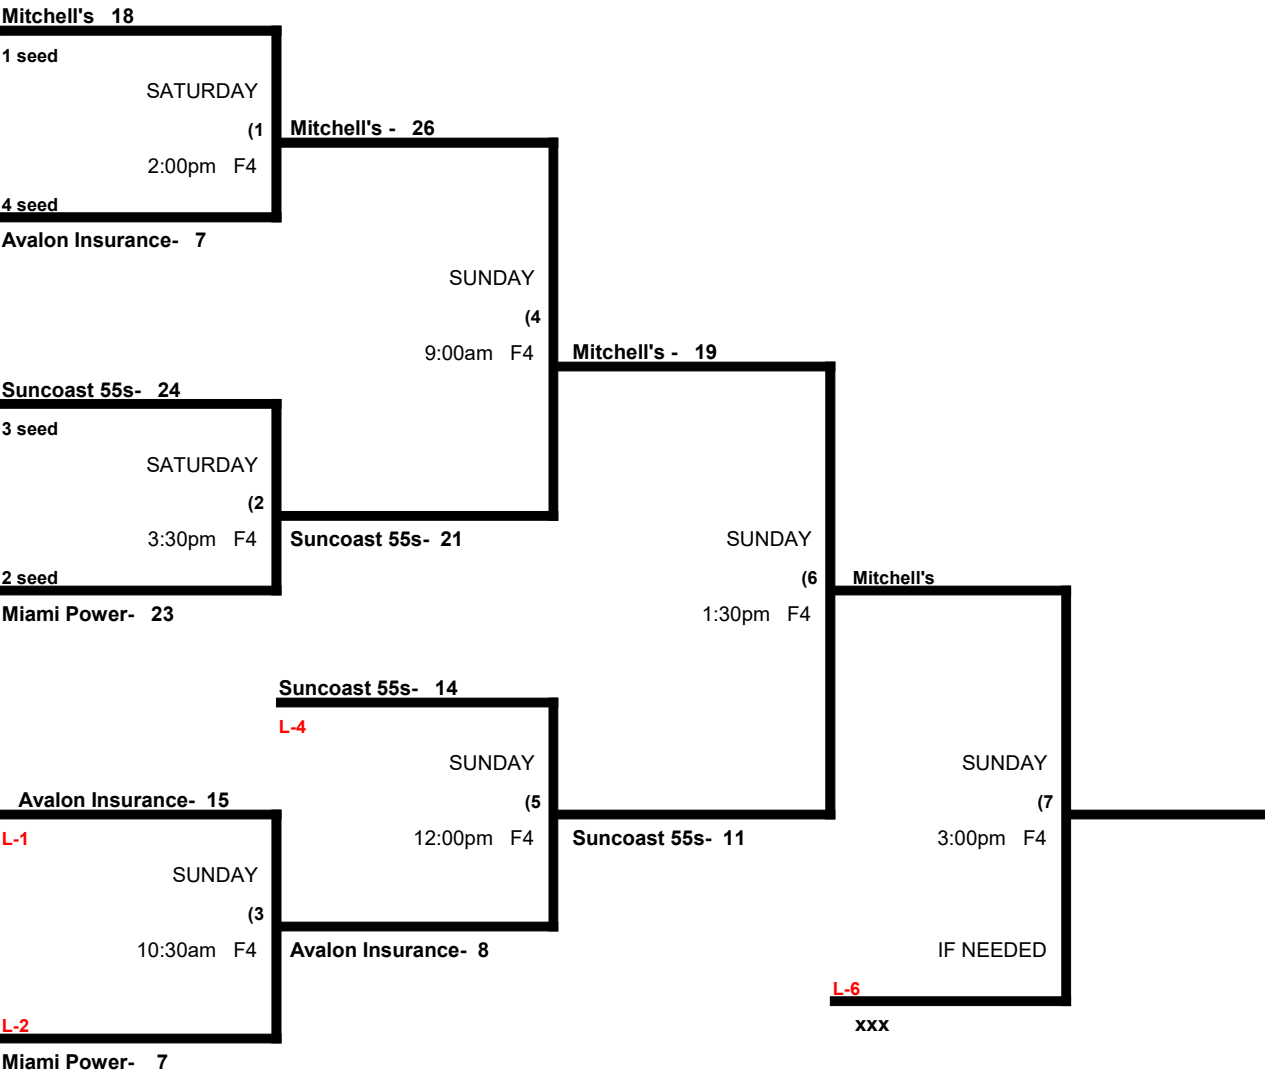 Mitchell's   18
1 seed
SATURDAY
(1
2:00pm   F4
4 seed
Avalon Insurance-   7
Mitchell's -   26
SUNDAY
(4
9:00am   F4
Suncoast 55s-   24
3 seed
SATURDAY
(2
3:30pm   F4
2 seed
Miami Power-   23
Suncoast 55s-  21
Mitchell's -   19
SUNDAY
(6
1:30pm   F4
Mitchell's
Suncoast 55s-   14
L-4
SUNDAY
(5
12:00pm   F4
Suncoast 55s-  11
Avalon Insurance-  15
L-1
SUNDAY
(3
10:30am   F4
L-2
Miami Power-    7
Avalon Insurance-  8
SUNDAY
(7
3:00pm   F4
IF NEEDED
L-6
xxx